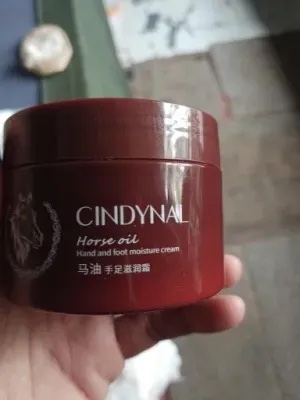 CINDYNAL
Horse oil
Hand and foot moisture cream
马油 手足滋润霜